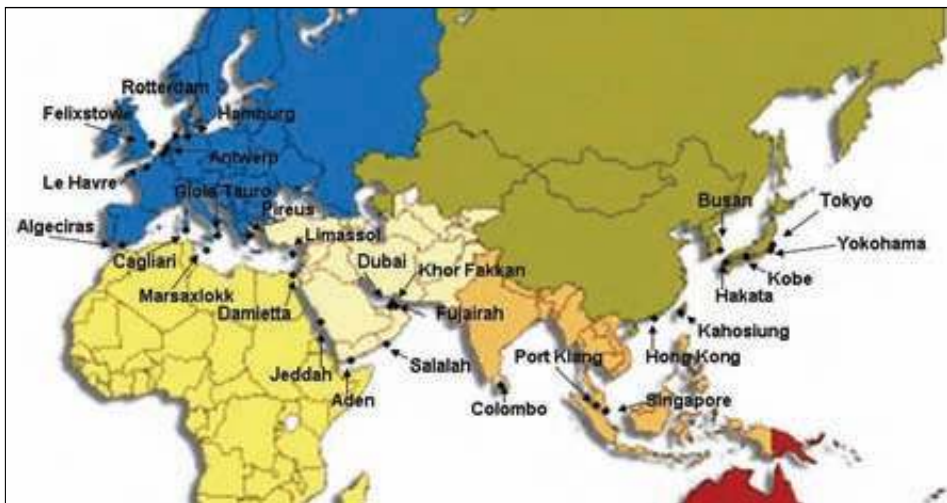 Rotterdam
Felixstowe
Hamburg
Antwerp
Le Havre
Gioia Tauro
Pireus
Algeciras
Limassol
Cagliari
Dubai
Khor Fakkan
Marsaxlokk
Damietta
Fujairah
Jeddah
Aden
Salalah
Colombo
Port Klang
Singapore
Hong Kong
Kahosiung
Busan
Tokyo
Yokohama
Kobe
Hakata